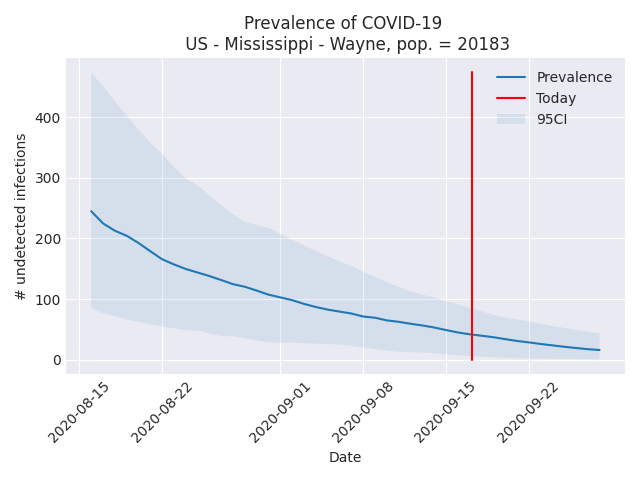 Prevalence of COVID-19
US - Mississippi - Wayne, pop. = 20183
Prevalence
Today
95CI
# undetected infections
400
300
200
100
0
2020-08-15
2020-08-22
2020-09-01
2020-09-08
2020-09-15
2020-09-22
Date